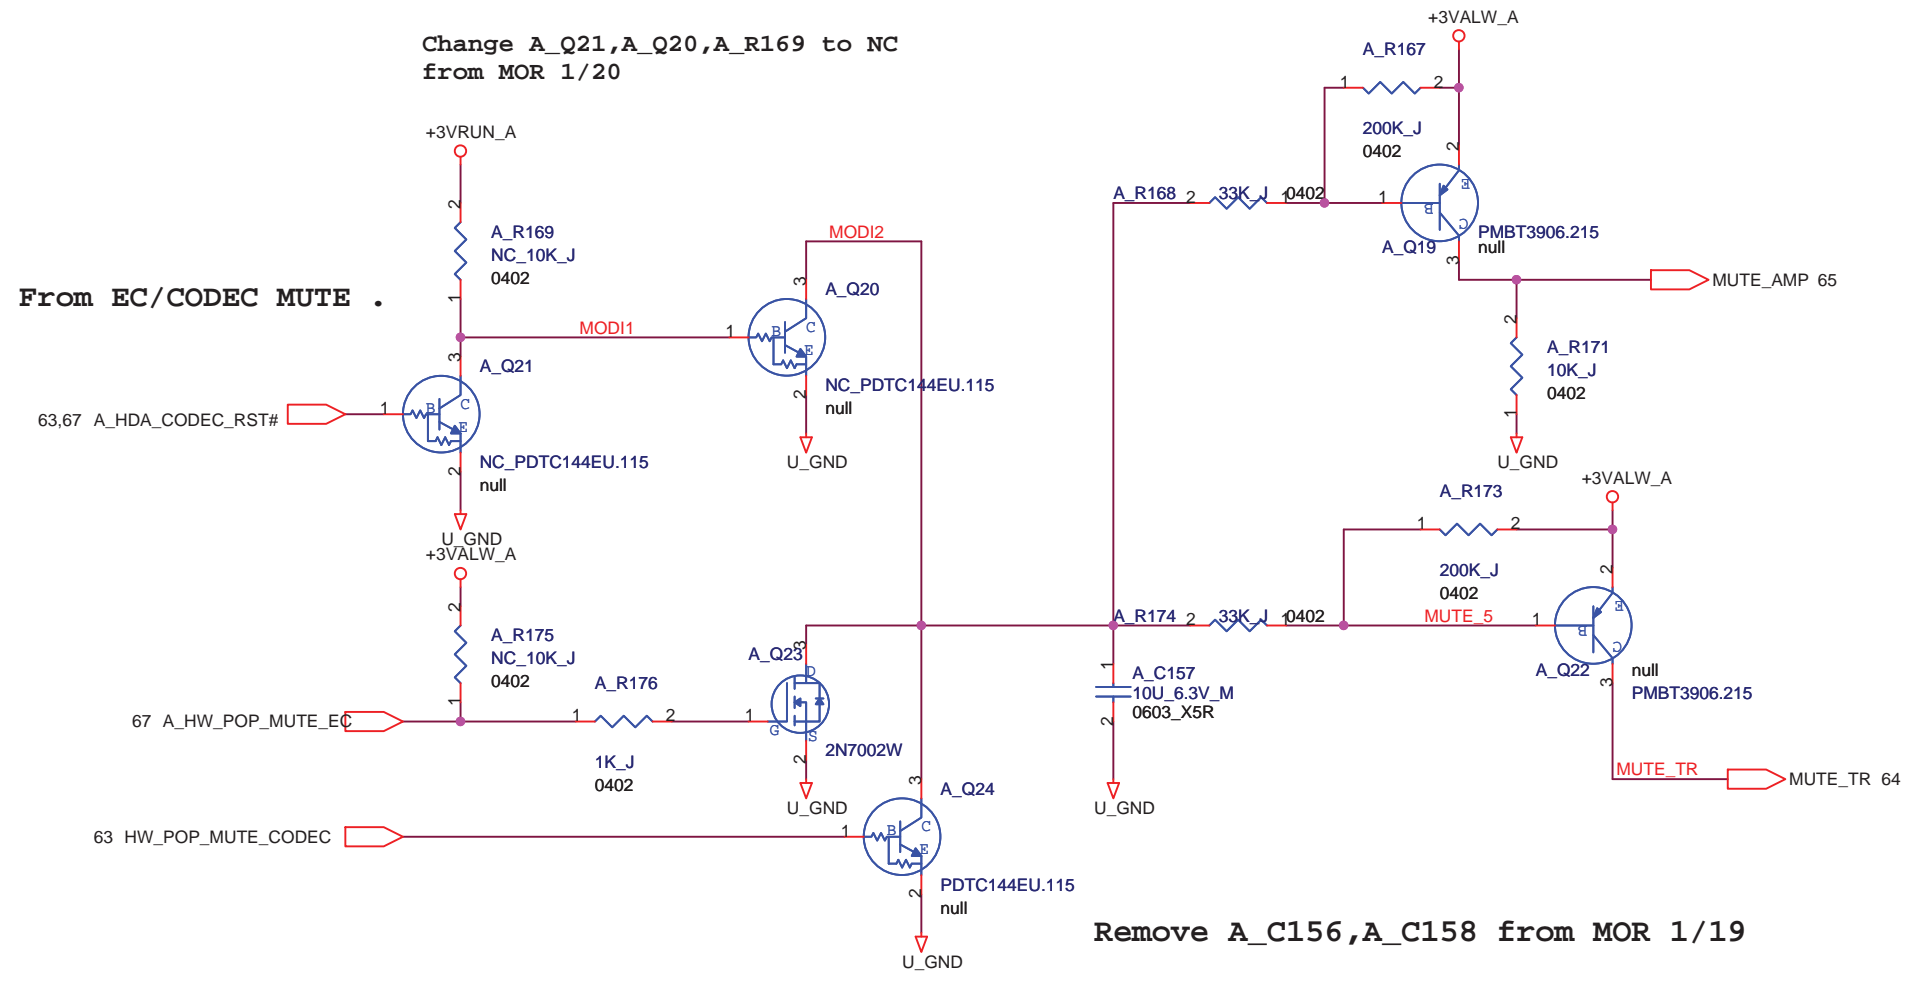 Change A_Q21,A_Q20,A_R169 to NC
from MOR 1/20
+3VRUN_A
2
A_R169
NC_10K_J
0402
1
From EC/CODEC MUTE .
MODI1
MODI2
1
3
A_Q20
B
C
E
NC_PDTC144EU.115
null
2
U_GND
3
A_Q21
63,67 A_HDA_CODEC_RST#
1
B
C
E
NC_PDTC144EU.115
null
2
U_GND
+3VALW_A
2
A_R175
NC_10K_J
0402
1
67 A_HW_POP_MUTE_EC
A_R176
1
2
1K_J
0402
A_Q23
3
1
D
G
S
2N7002W
2
U_GND
63 HW_POP_MUTE_CODEC
1
3
A_Q24
B
C
E
PDTC144EU.115
null
2
U_GND
+3VALW_A
A_R167
1
2
200K_J
0402
2
A_R168
2
33K_J
1
0402
1
E
B
C
A_Q19
PMBT3906.215
null
3
MUTE_AMP 65
2
A_R171
10K_J
0402
1
U_GND
+3VALW_A
A_R173
1
2
200K_J
0402
2
A_R174
2
33K_J
1
0402
MUTE_5
1
E
B
C
A_Q22
null
PMBT3906.215
3
1
A_C157
10U_6.3V_M
0603_X5R
2
U_GND
MUTE_TR
MUTE_TR 64
Remove A_C156,A_C158 from MOR 1/19